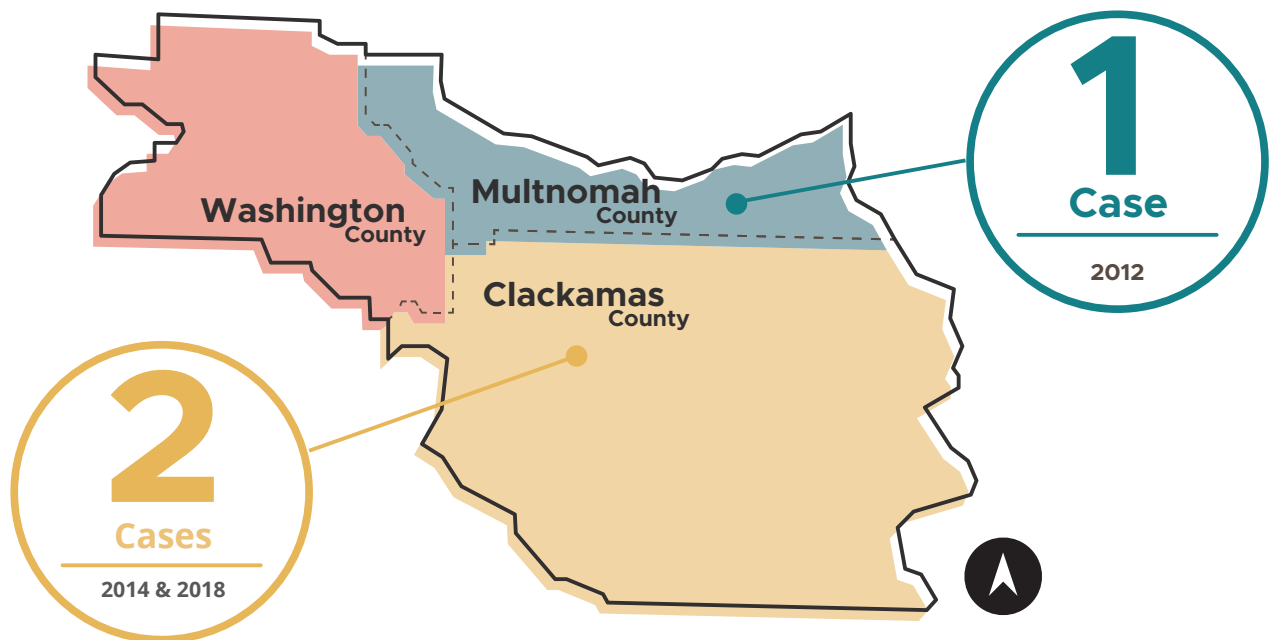 1
Case
2012
Washington
County
Multnomah
County
Clackamas
County
2
Cases
2014 & 2018